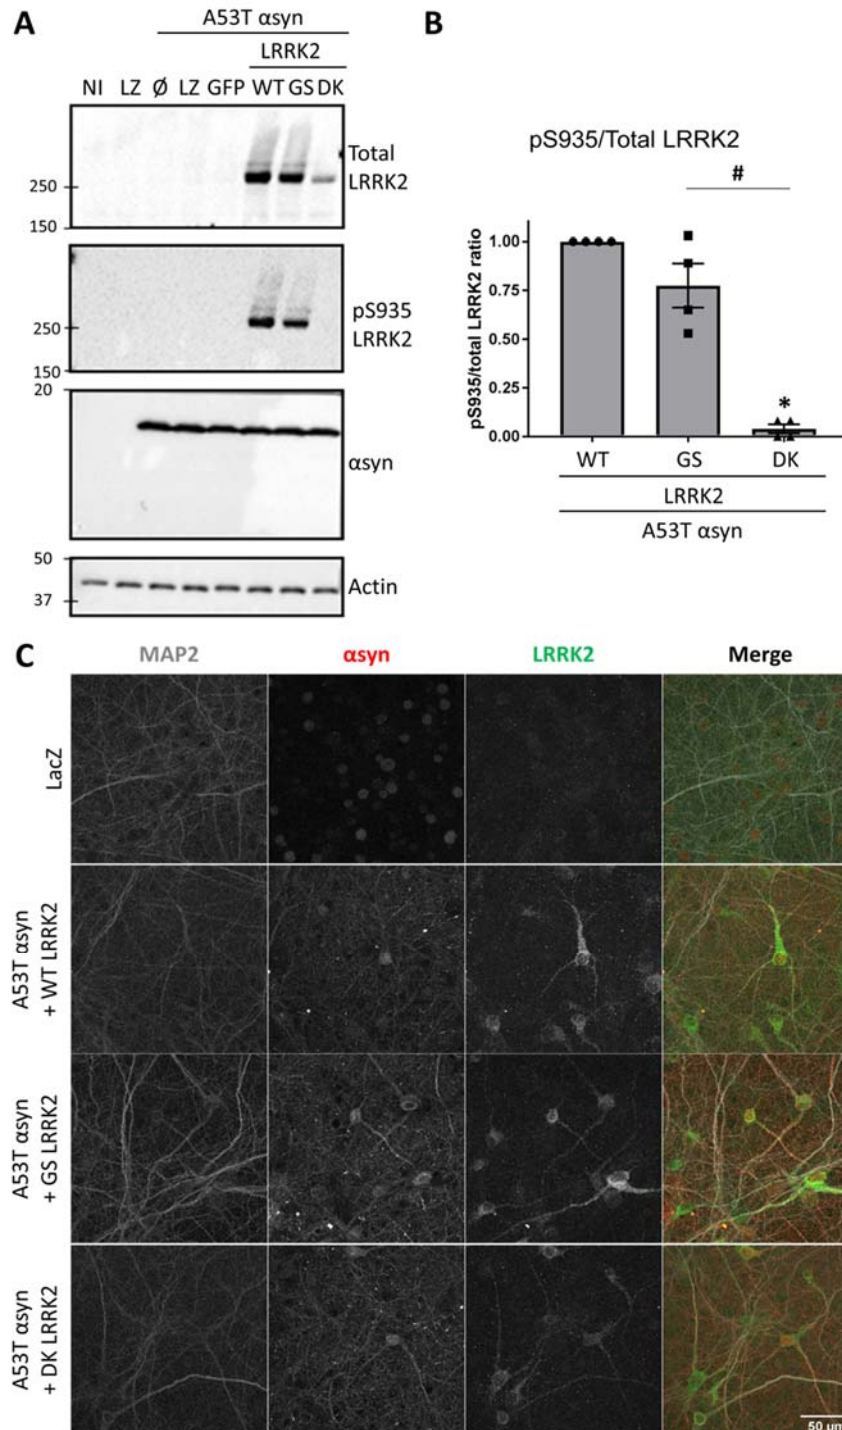 A
A53T αsyn
LRRK2
NI LZ Ø LZ GFP WT GS DK
Total
LRRK2
250
150
pS935
LRRK2
250
150
20
αsyn
50
Actin
37
B
pS935/Total LRRK2
#
pS935/total LRRK2 ratio
1.00
0.75
0.50
0.25
0.00
*
WT GS DK
LRRK2
A53T αsyn
C
MAP2 αsyn LRRK2 Merge
LacZ
A53T αsyn
+ WT LRRK2
A53T αsyn
+ GS LRRK2
A53T αsyn
+ DK LRRK2
50 µm